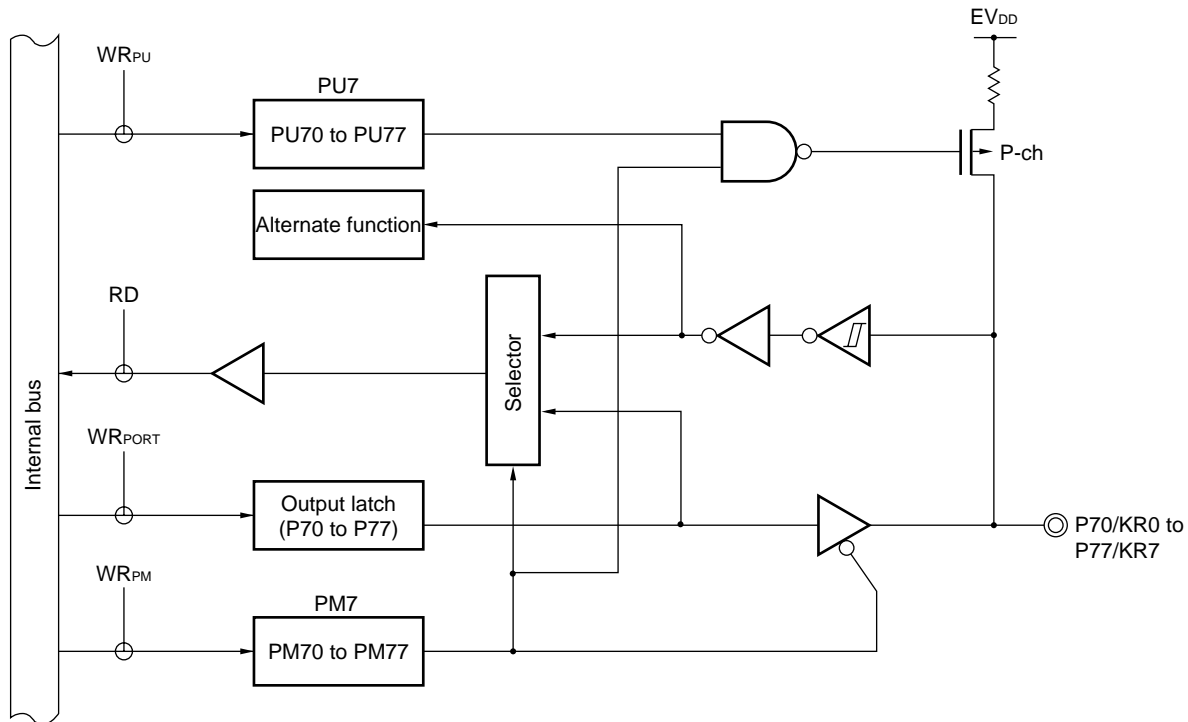 EVDD
WRPU
PU7
PU70 to PU77
P-ch
Alternate function
RD
Selector
Internal bus
WRPORT
Output latch
(P70 to P77)
P70/KR0 to
P77/KR7
WRPM
PM7
PM70 to PM77